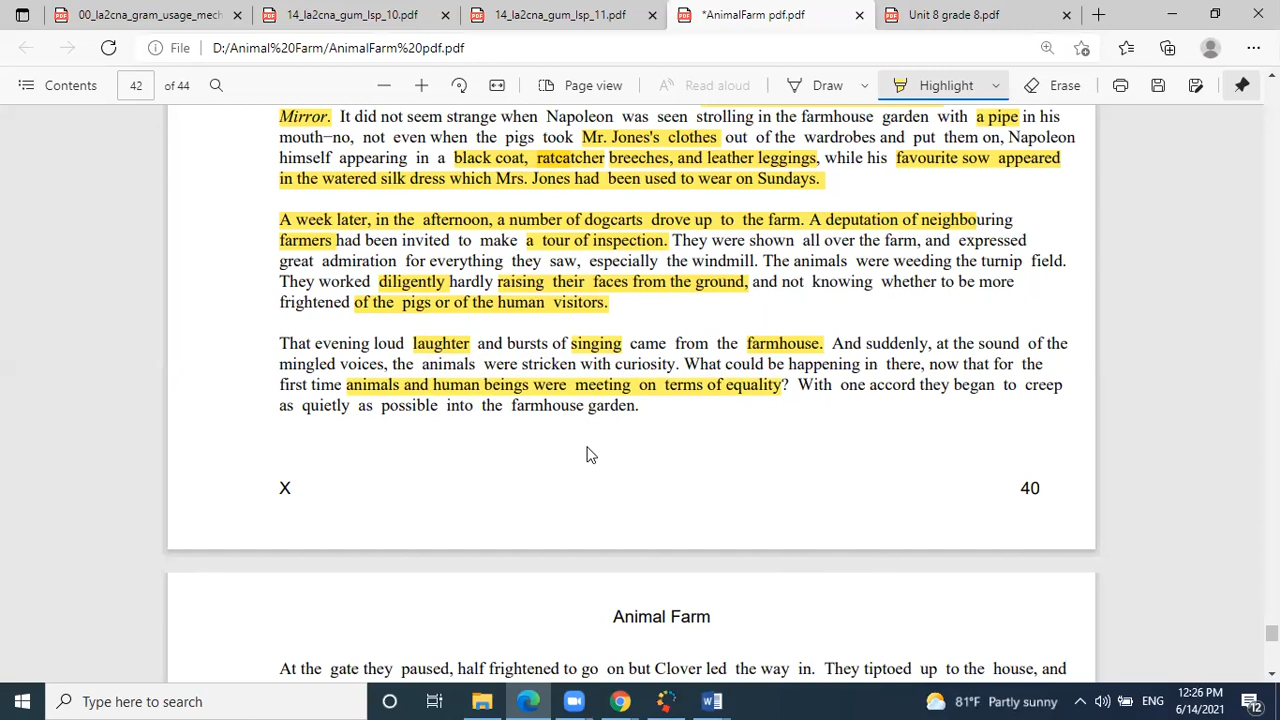 00_la2cna_gram_usage_mech
14_la2cna_gum_lsp_10.pdf
14_la2cna_gum_lsp_11.pdf
*AnimalFarm pdf.pdf
Unit 8 grade 8.pdf
File D:/Animal%20Farm/AnimalFarm%20pdf.pdf
Contents 42 of 44 Page view Read aloud Draw Highlight Erase
Mirror. It did not seem strange when Napoleon was seen strolling in the farmhouse garden with a pipe in his
mouth−no, not even when the pigs took Mr. Jones's clothes out of the wardrobes and put them on, Napoleon
himself appearing in a black coat, ratcatcher breeches, and leather leggings, while his favourite sow appeared
in the watered silk dress which Mrs. Jones had been used to wear on Sundays.
A week later, in the afternoon, a number of dogcarts drove up to the farm. A deputation of neighbouring
farmers had been invited to make a tour of inspection. They were shown all over the farm, and expressed
great admiration for everything they saw, especially the windmill. The animals were weeding the turnip field.
They worked diligently hardly raising their faces from the ground, and not knowing whether to be more
frightened of the pigs or of the human visitors.
That evening loud laughter and bursts of singing came from the farmhouse. And suddenly, at the sound of the
mingled voices, the animals were stricken with curiosity. What could be happening in there, now that for the
first time animals and human beings were meeting on terms of equality? With one accord they began to creep
as quietly as possible into the farmhouse garden.
X 40
Animal Farm
At the gate they paused, half frightened to go on but Clover led the way in. They tiptoed up to the house, and
Type here to search
81°F Partly sunny
ENG
12:26 PM
6/14/2021
12